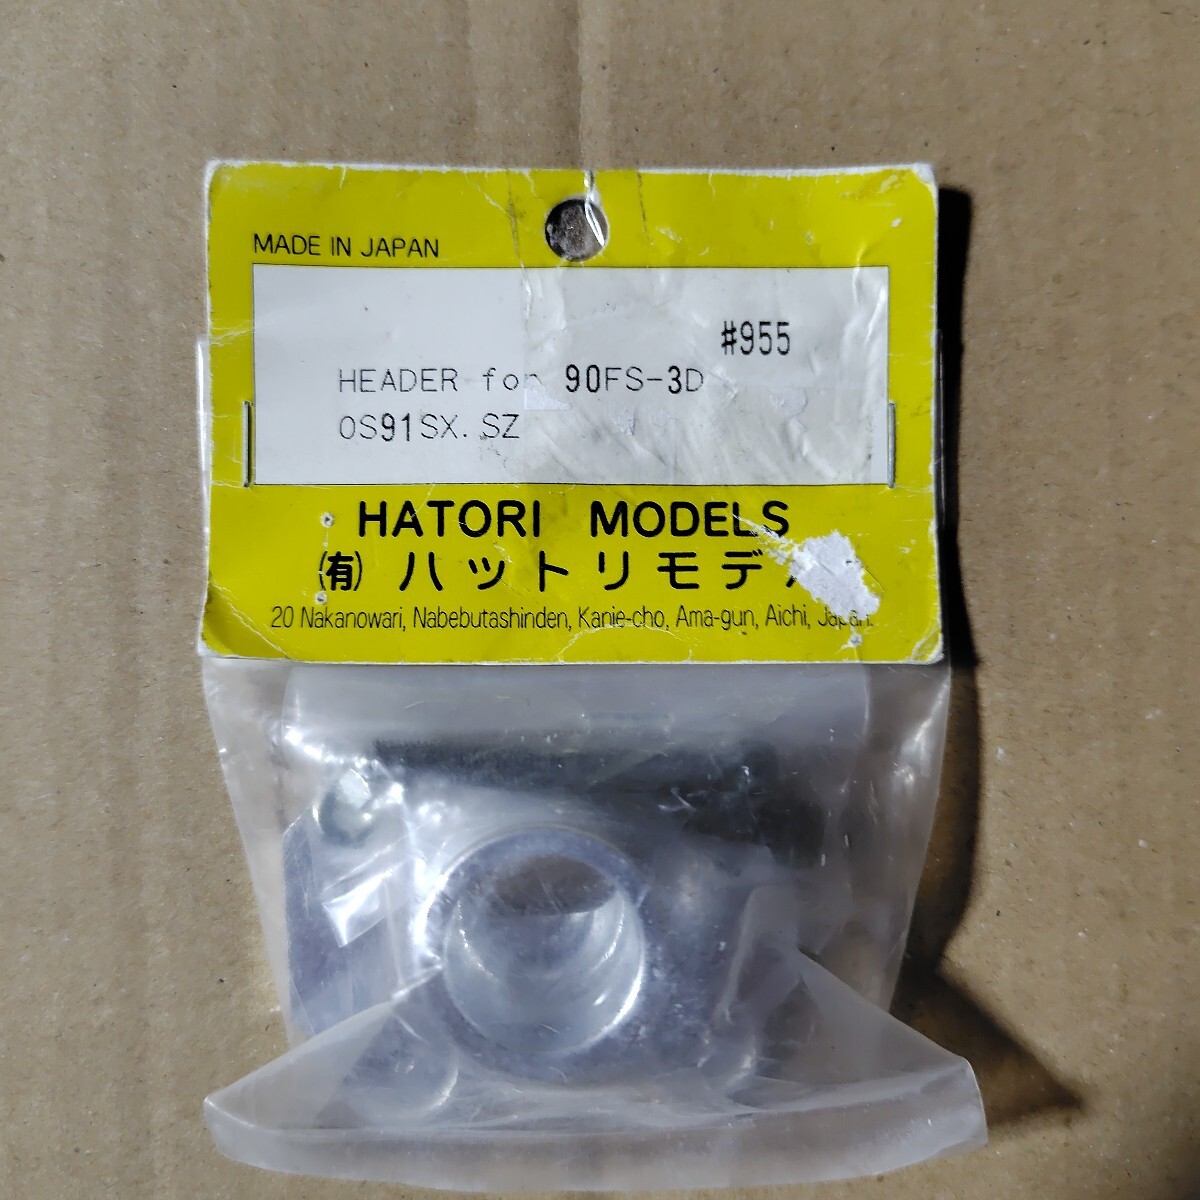 MADE IN JAPAN
#955
HEADER for 90FS-3D
OS91SX. SZ
HATORI MODELS
(有) ハットリモデ
20 Nakanowari, Nabebutashinden, Kanie-cho, Ama-gun, Aichi, Japan.